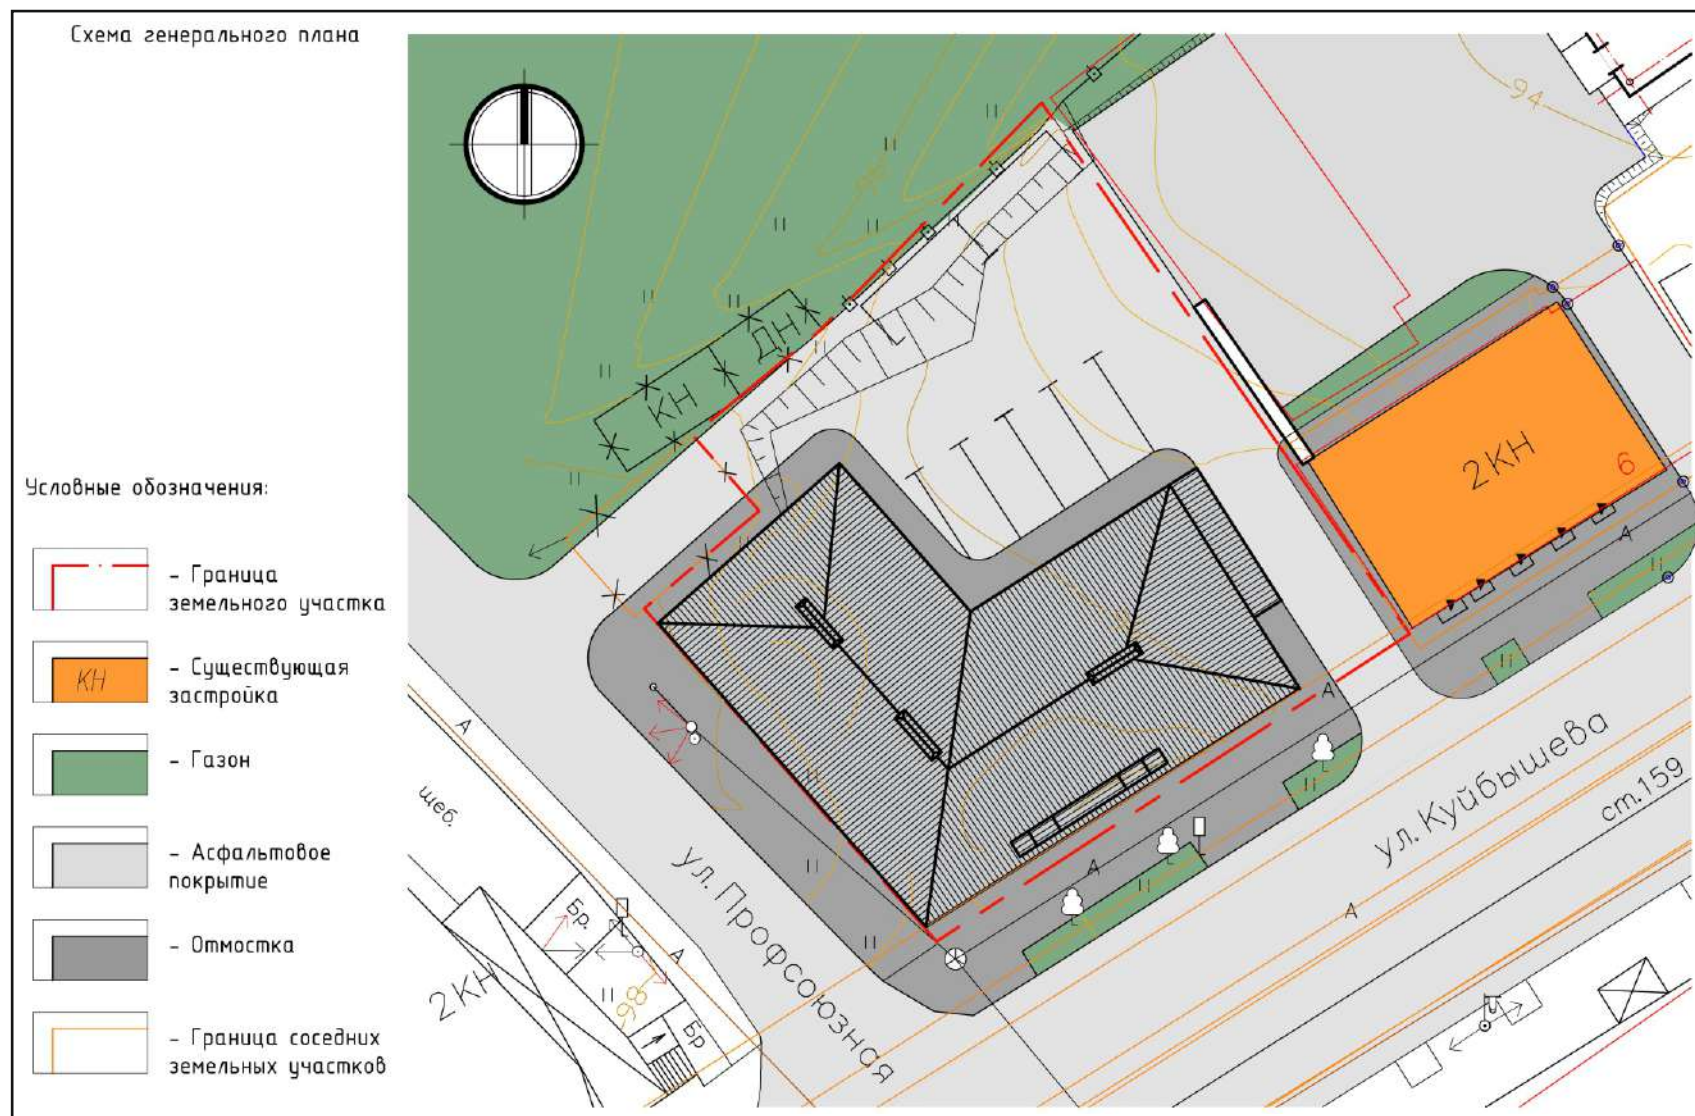 Схема генерального плана
Условные обозначения:
– Граница
земельного участка
КН
– Существующая
застройка
– Газон
– Асфальтовое
покрытие
– Отмостка
– Граница соседних
земельных участков
94
ДН
КН
2КН
6
А
А
А
А
А
А
щеб.
Бр.
Бр
98
2КН
ул. Профсоюзная
ул. Куйбышева
ст.159